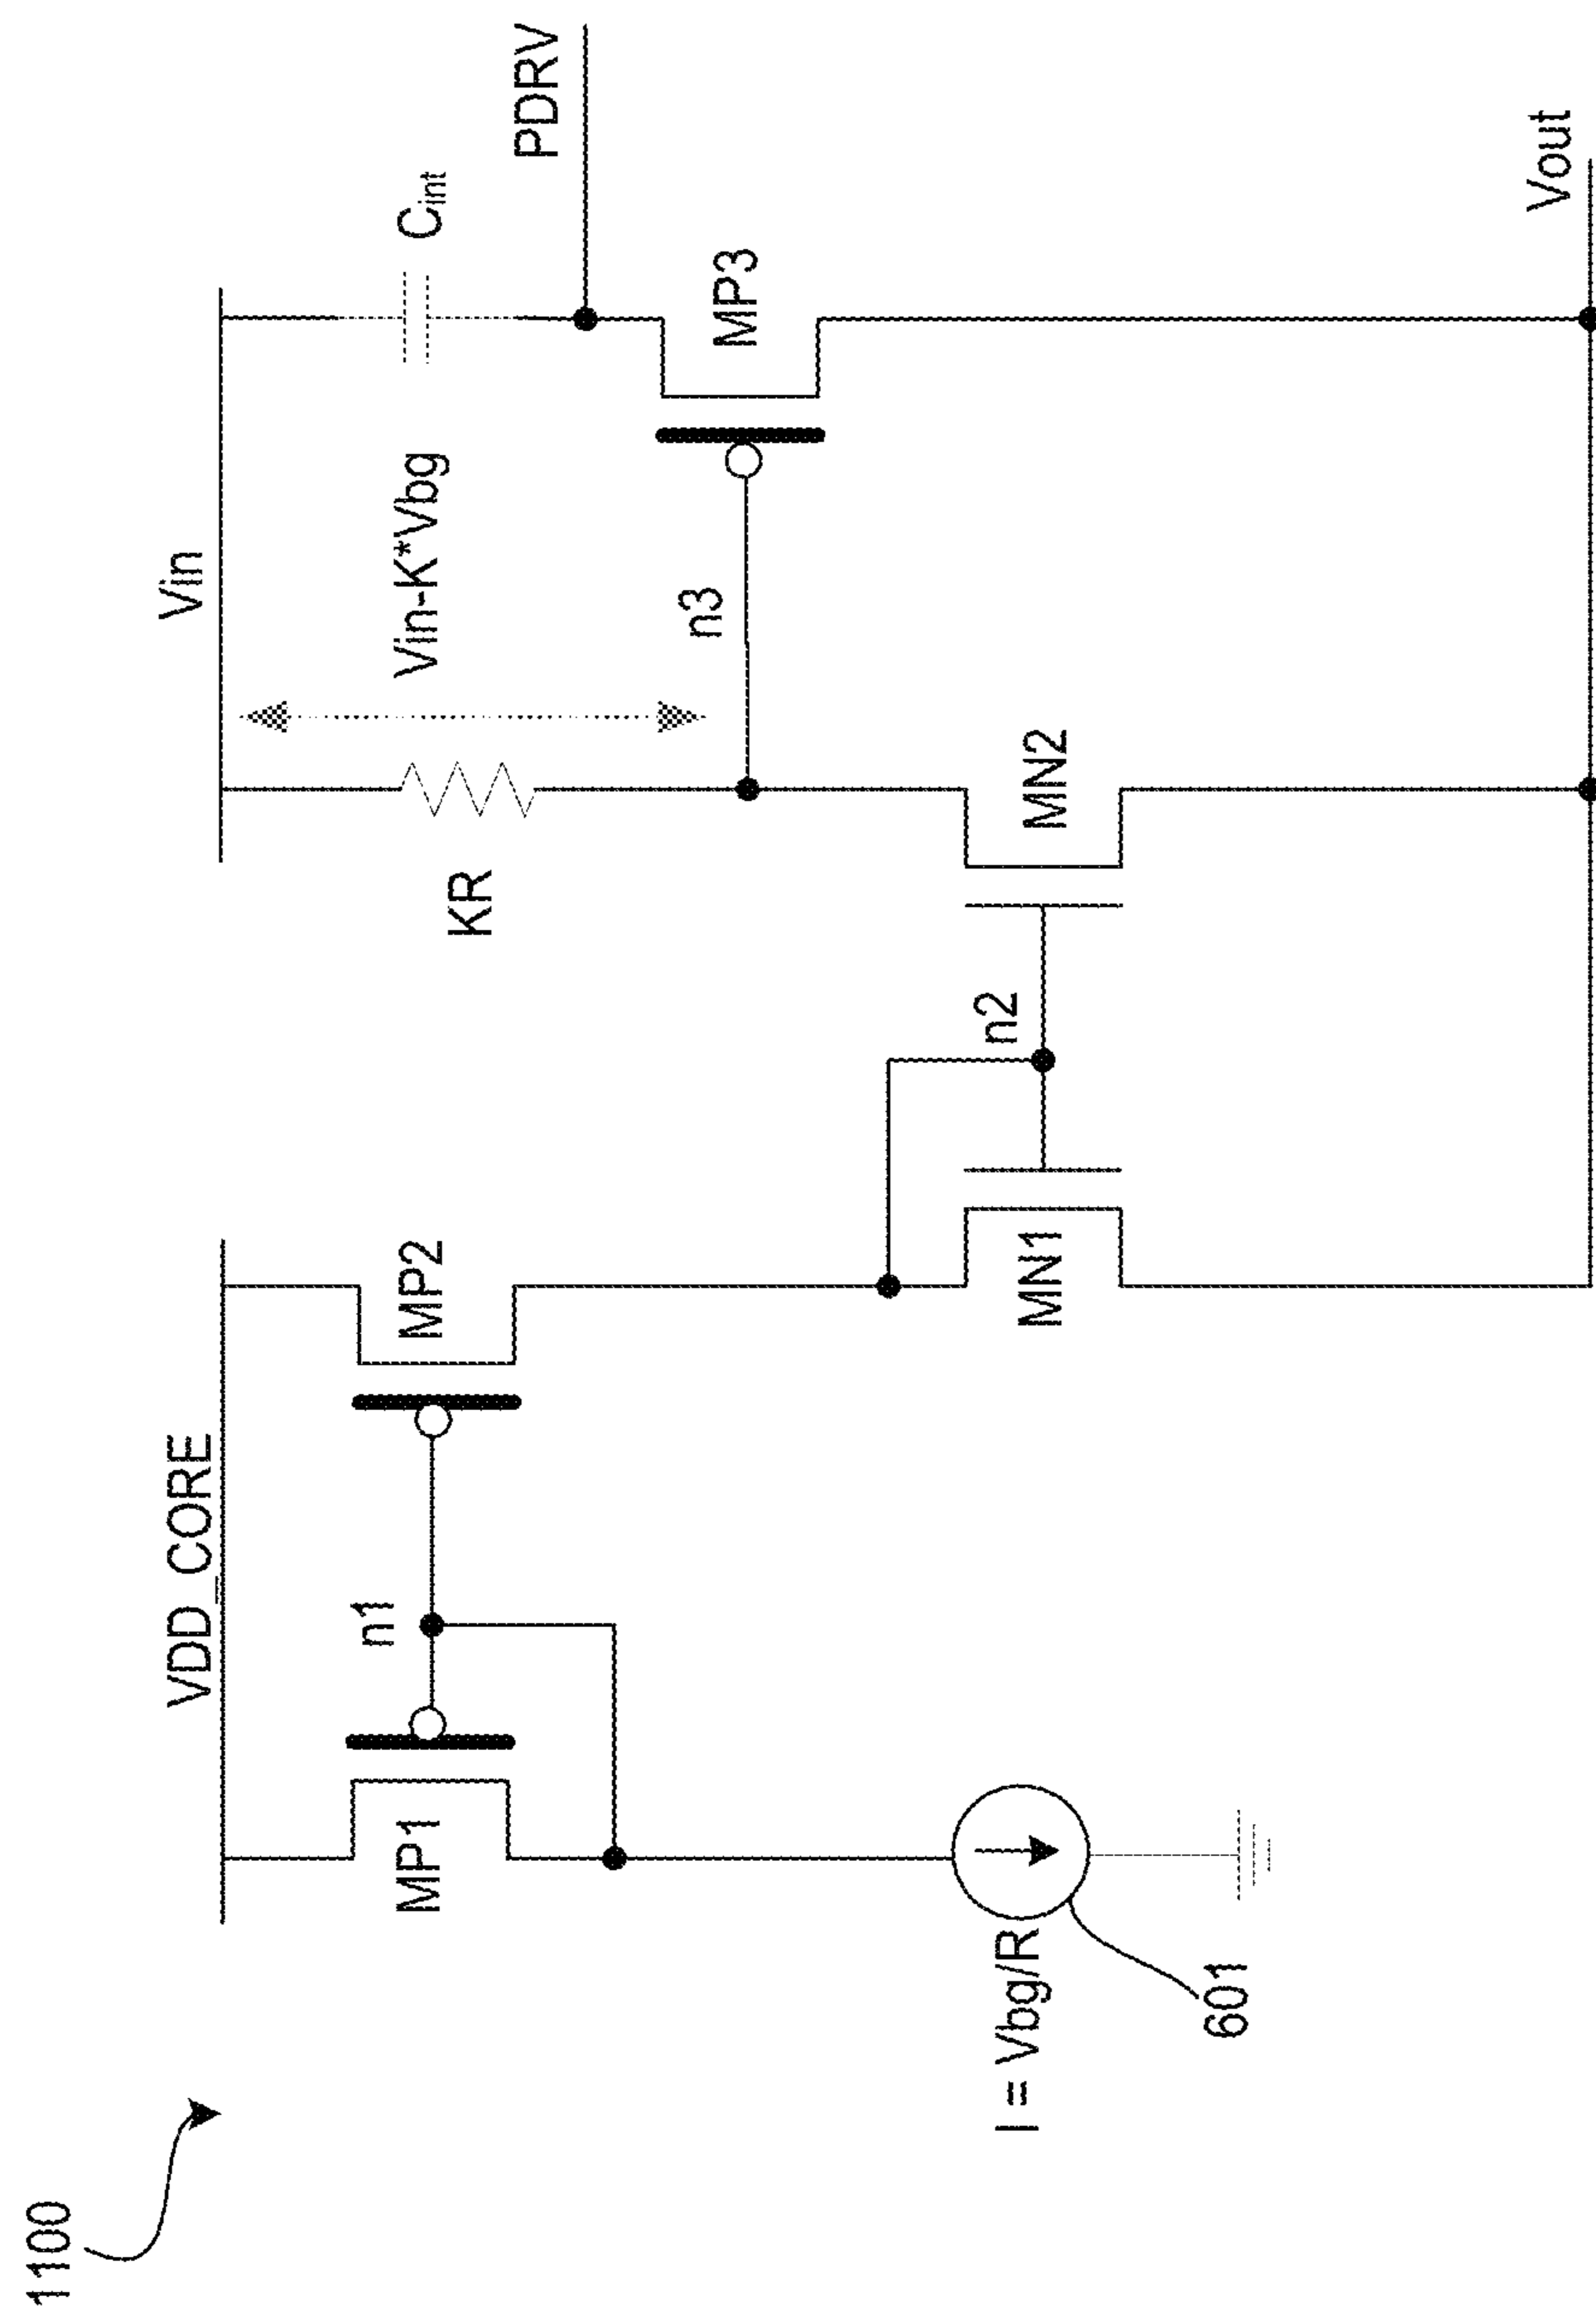 1100
VDD_CORE
Vin
n1
MP1
MP2
KR
Vin-K*Vbg
Cint
PDRV
n3
MP3
n2
MN1
MN2
I = Vbg/R
601
Vout